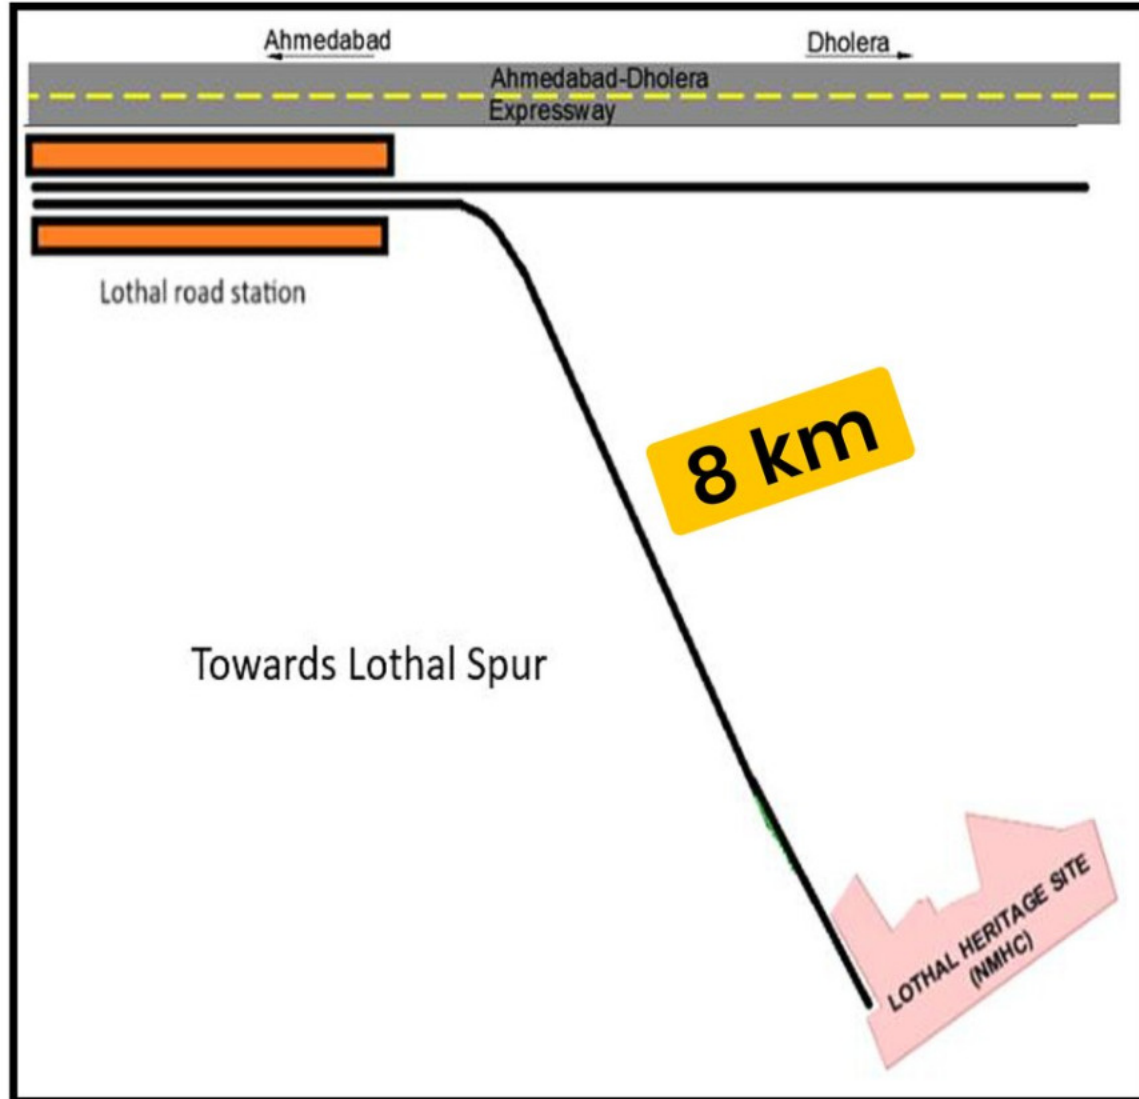 Ahmedabad
Dholera
Ahmedabad-Dholera
Expressway
Lothal road station
8 km
Towards Lothal Spur
LOTHAL HERITAGE SITE
(NMHC)